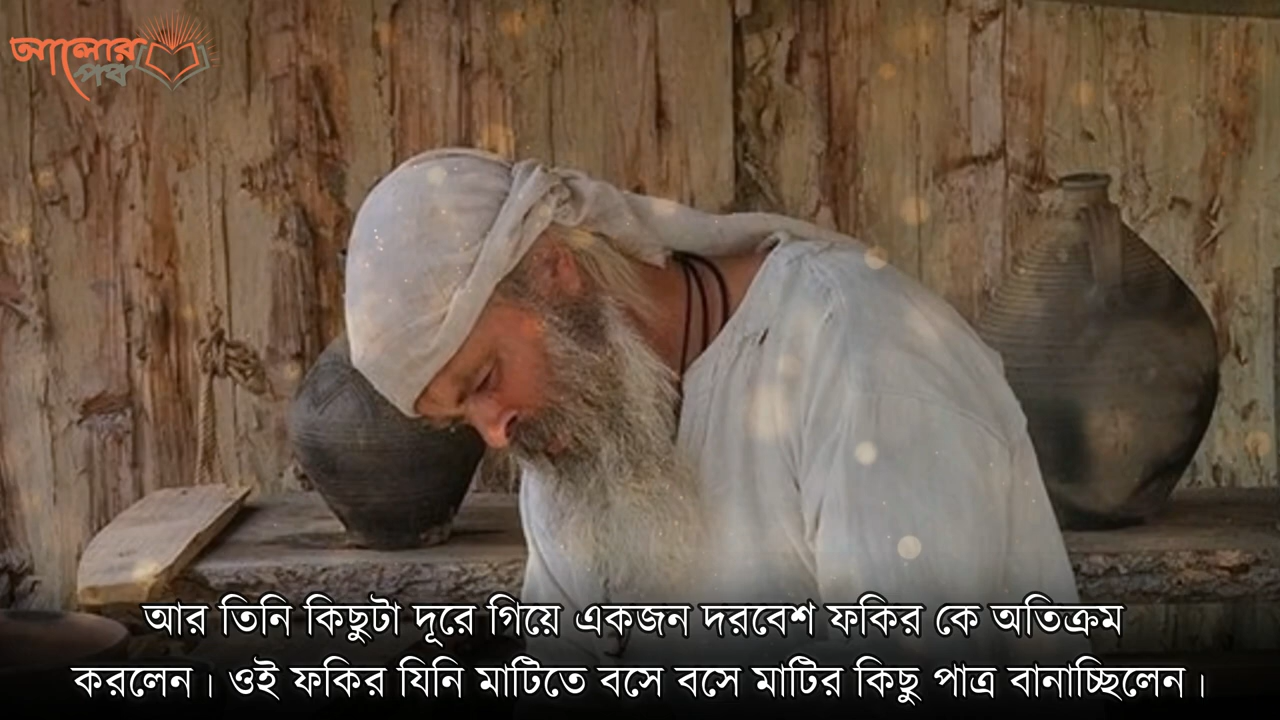 আলোর
পথ
আর তিনি কিছুটা দূরে গিয়ে একজন দরবেশ ফকির কে অতিক্রম
করলেন। ওই ফকির যিনি মাটিতে বসে বসে মাটির কিছু পাত্র বানাচ্ছিলেন।